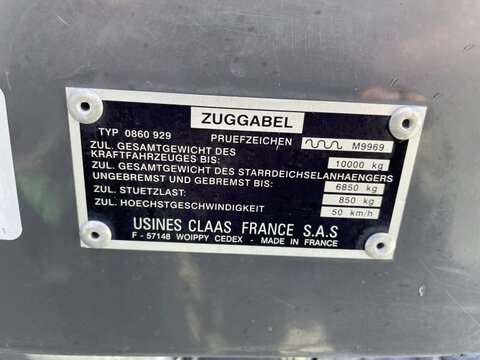 ZUGGABEL
TYP 0860 929 PRUEFZEICHEN M9969
ZUL. GESAMTGEWICHT DES
KRAFTFAHRZEUGES BIS: 10000 kg
ZUL. GESAMTGEWICHT DES STARRDEICHSELANHAENGERS
UNGEBREMST UND GEBREMST BIS: 6850 kg
ZUL. STUETZLAST: 850 kg
ZUL. HOECHSTGESCHWINDIGKEIT 50 km/h
USINES CLAAS FRANCE S.A.S
F - 57148 WOIPPY CEDEX - MADE IN FRANCE